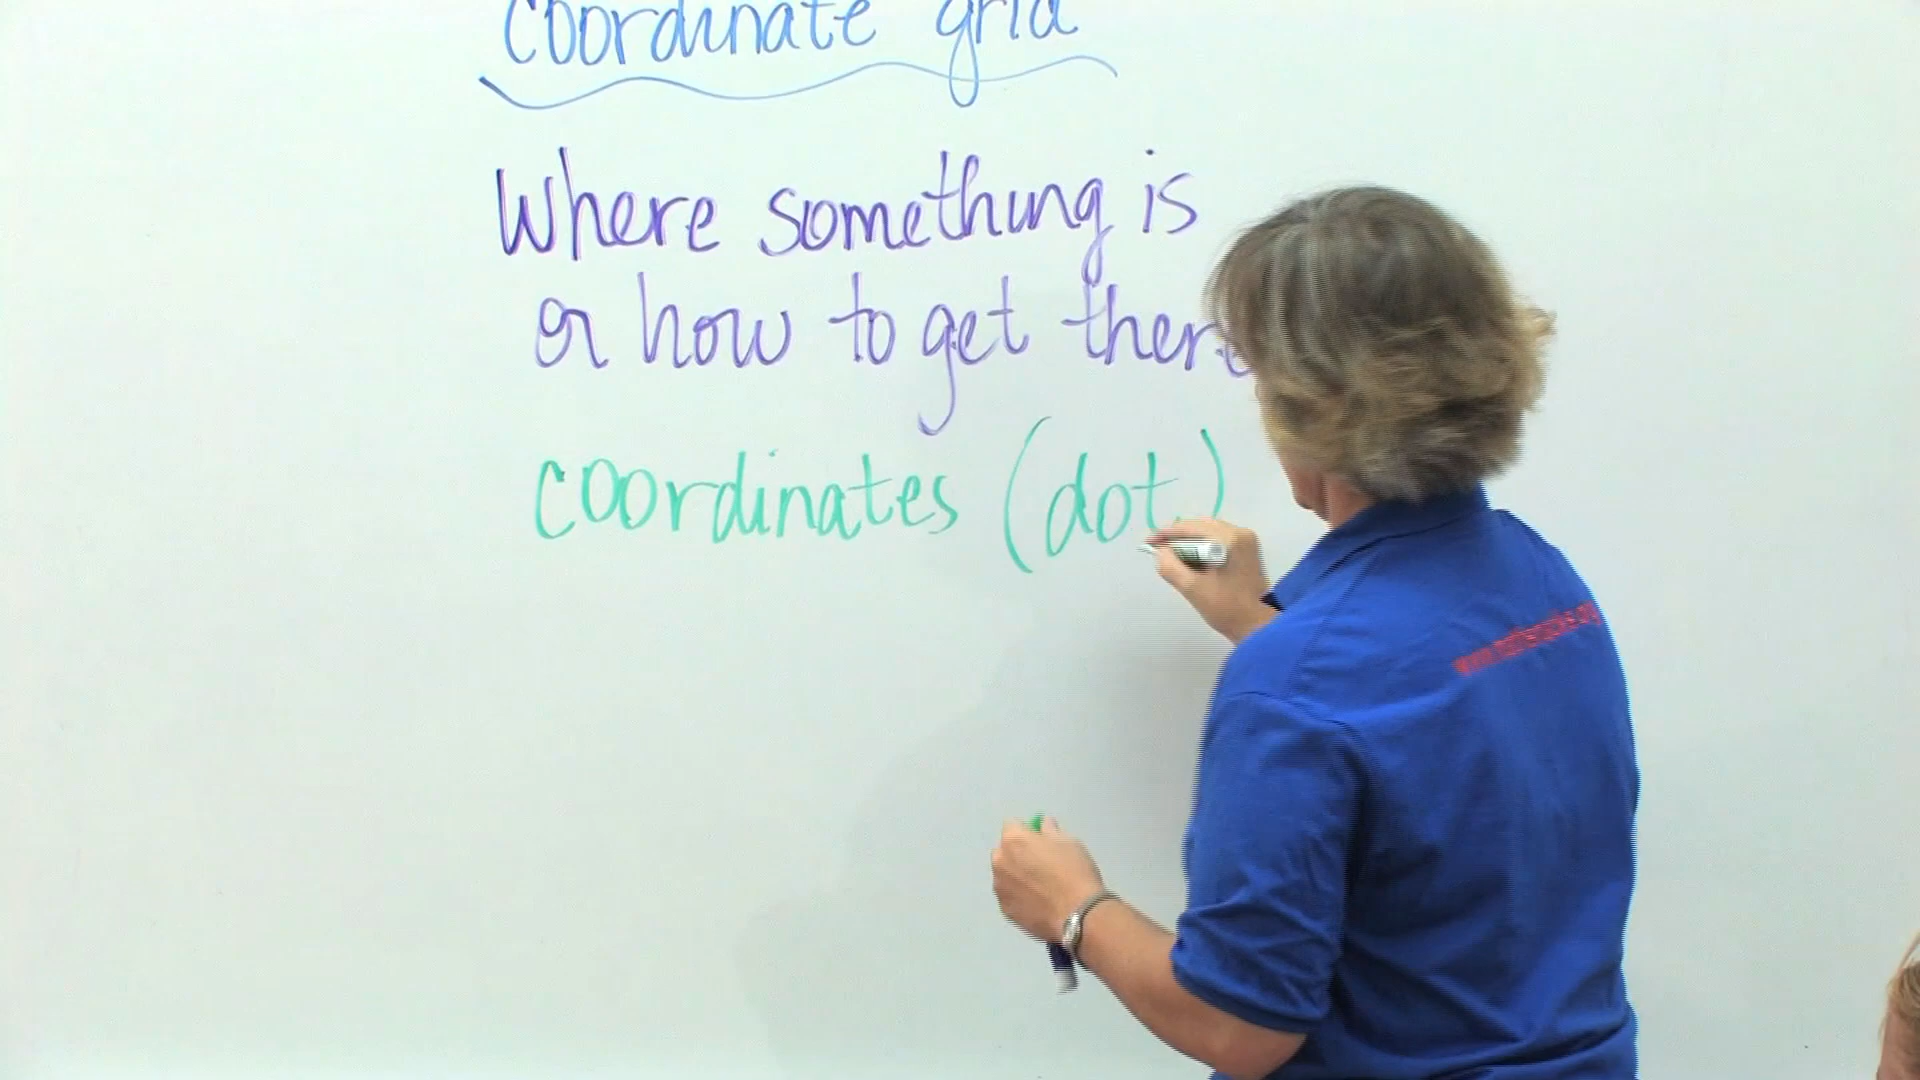 Coordinate grid
Where something is
or how to get there
coordinates (dot)